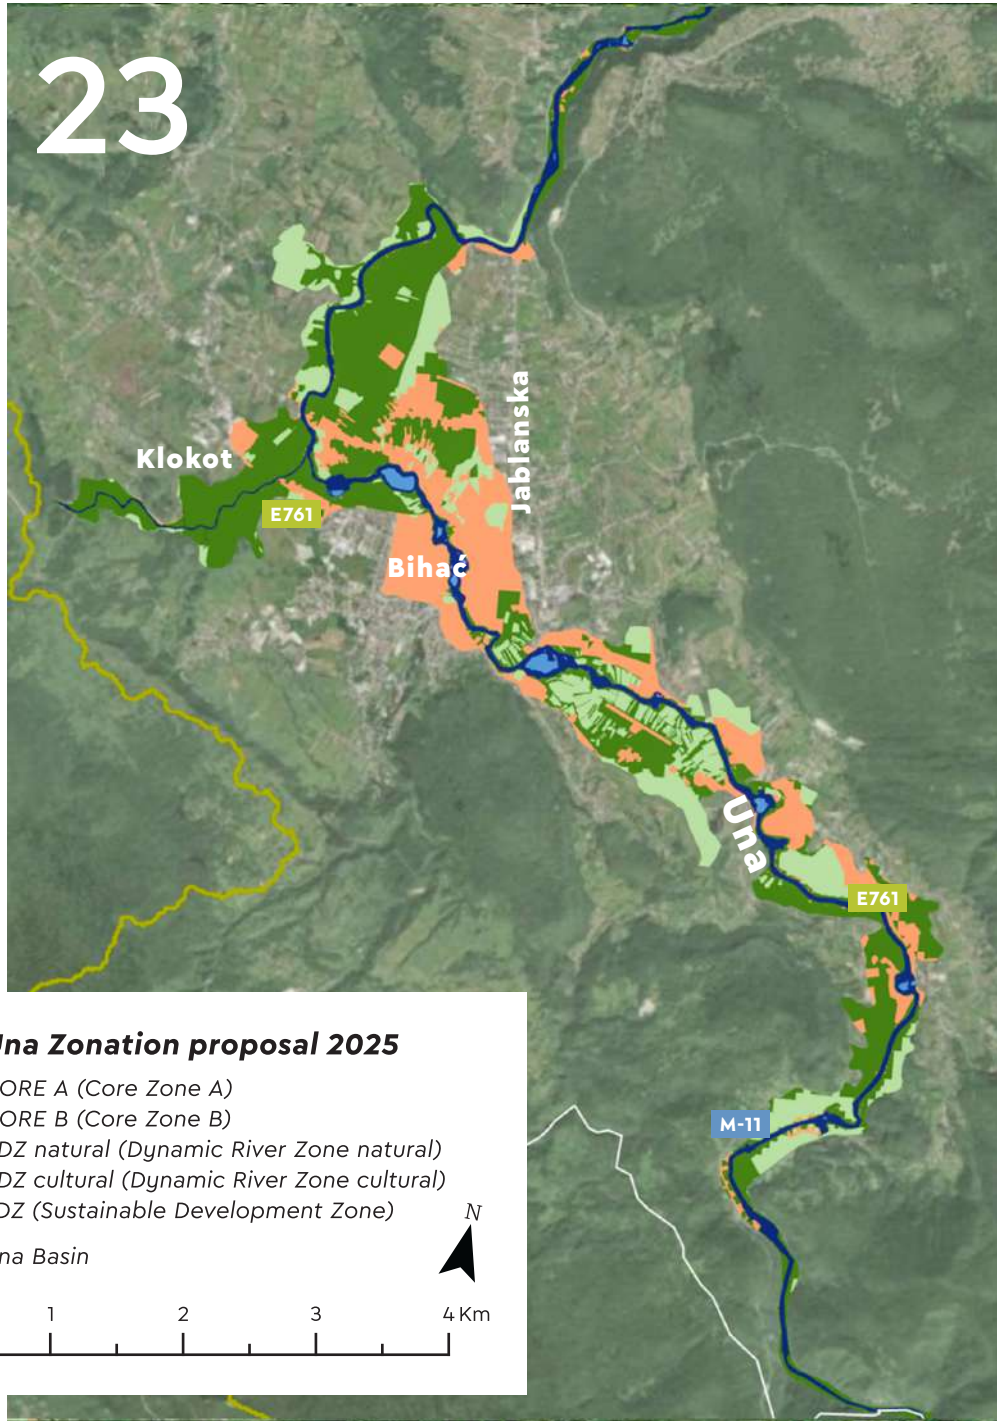 23
Jablanska
Klokot
E761
Bihać
Una
E761
Una Zonation proposal 2025
ORE A (Core Zone A)
ORE B (Core Zone B)
DZ natural (Dynamic River Zone natural)
DZ cultural (Dynamic River Zone cultural)
DZ (Sustainable Development Zone)
N
na Basin
1 2 3 4 Km
M-11